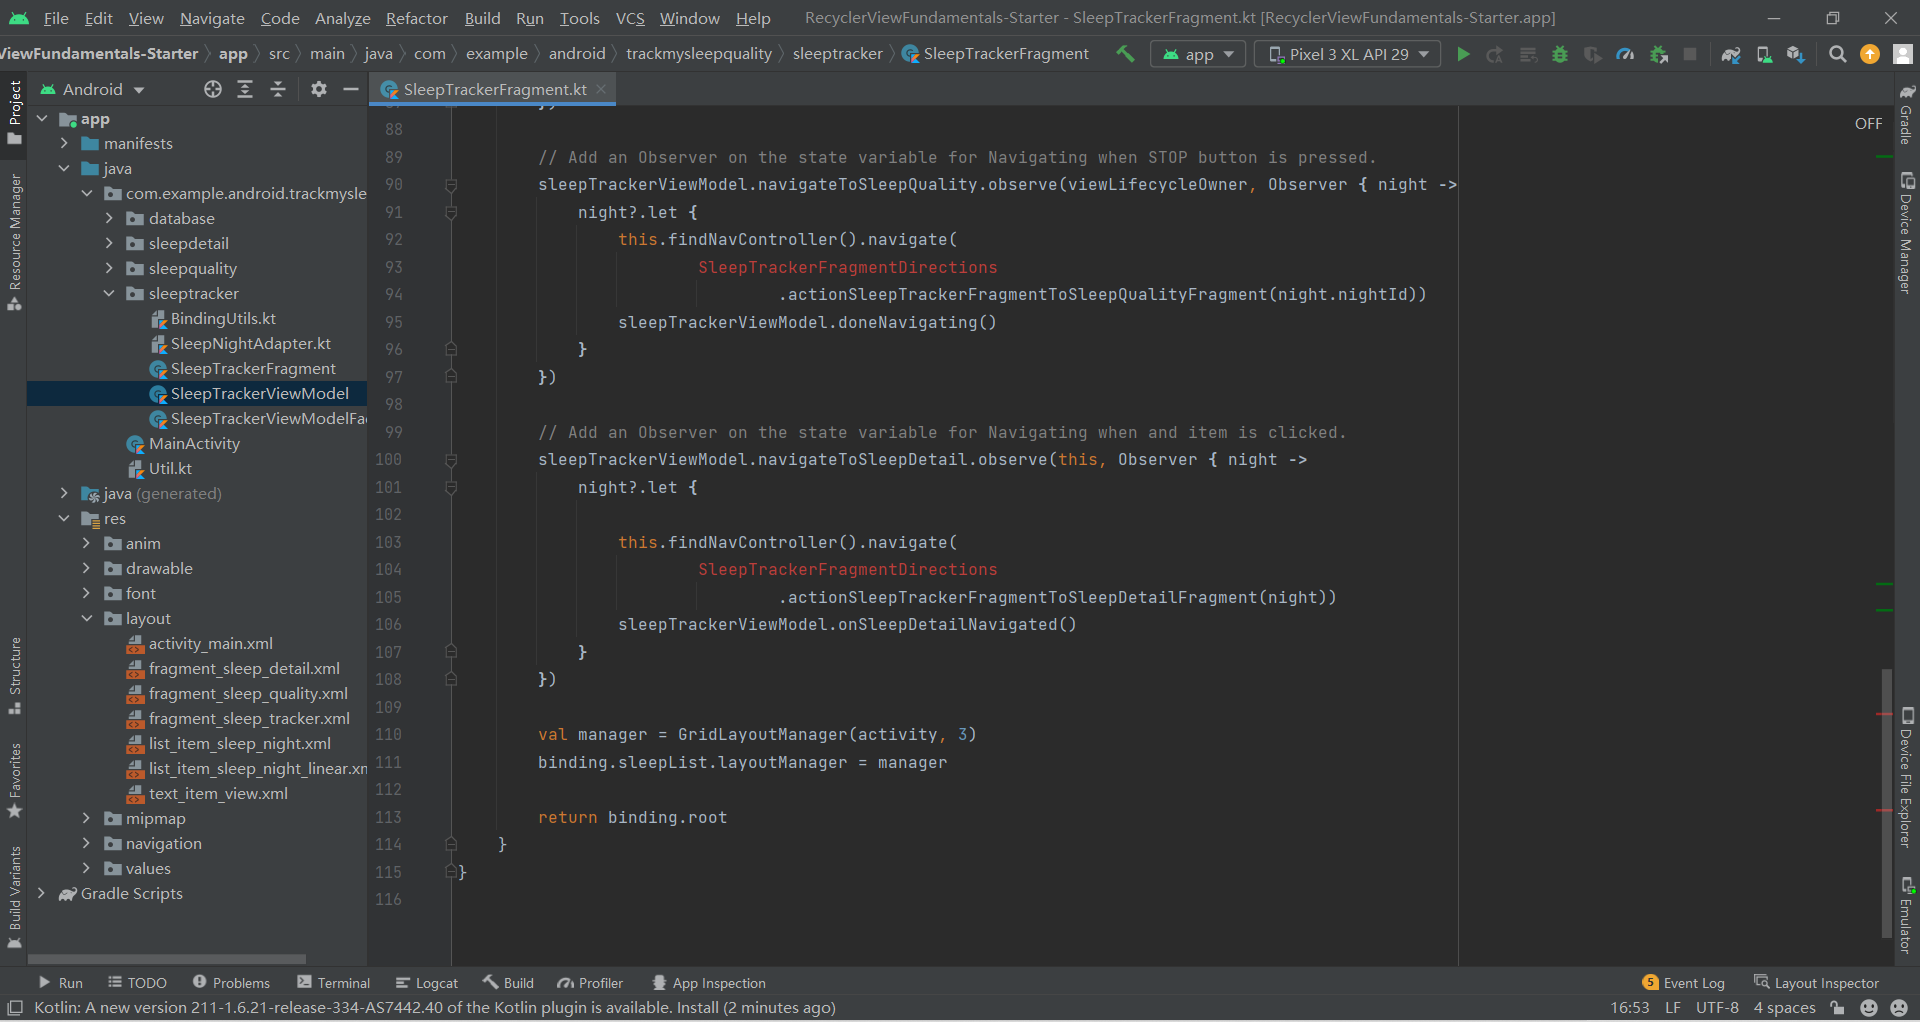 File Edit View Navigate Code Analyze Refactor Build Run Tools VCS Window Help RecyclerViewFundamentals-Starter - SleepTrackerFragment.kt [RecyclerViewFundamentals-Starter.app]
ViewFundamentals-Starter app src main java com example android trackmysleepquality sleeptracker SleepTrackerFragment app Pixel 3 XL API 29
Project
Resource Manager
Structure
Favorites
Build Variants
Android
app
manifests
java
com.example.android.trackmysle
database
sleepdetail
sleepquality
sleeptracker
BindingUtils.kt
SleepNightAdapter.kt
SleepTrackerFragment
SleepTrackerViewModel
SleepTrackerViewModelFa
MainActivity
Util.kt
java (generated)
res
anim
drawable
font
layout
activity_main.xml
fragment_sleep_detail.xml
fragment_sleep_quality.xml
fragment_sleep_tracker.xml
list_item_sleep_night.xml
list_item_sleep_night_linear.xm
text_item_view.xml
mipmap
navigation
values
Gradle Scripts
SleepTrackerFragment.kt
OFF
88
89 // Add an Observer on the state variable for Navigating when STOP button is pressed.
90 sleepTrackerViewModel.navigateToSleepQuality.observe(viewLifecycleOwner, Observer { night ->
91 night?.let {
92 this.findNavController().navigate(
93 SleepTrackerFragmentDirections
94 .actionSleepTrackerFragmentToSleepQualityFragment(night.nightId))
95 sleepTrackerViewModel.doneNavigating()
96 }
97 })
98
99 // Add an Observer on the state variable for Navigating when and item is clicked.
100 sleepTrackerViewModel.navigateToSleepDetail.observe(this, Observer { night ->
101 night?.let {
102
103 this.findNavController().navigate(
104 SleepTrackerFragmentDirections
105 .actionSleepTrackerFragmentToSleepDetailFragment(night))
106 sleepTrackerViewModel.onSleepDetailNavigated()
107 }
108 })
109
110 val manager = GridLayoutManager(activity, 3)
111 binding.sleepList.layoutManager = manager
112
113 return binding.root
114 }
115 }
116
Gradle
Device Manager
Device File Explorer
Emulator
Run TODO Problems Terminal Logcat Build Profiler App Inspection 5 Event Log Layout Inspector
Kotlin: A new version 211-1.6.21-release-334-AS7442.40 of the Kotlin plugin is available. Install (2 minutes ago) 16:53 LF UTF-8 4 spaces